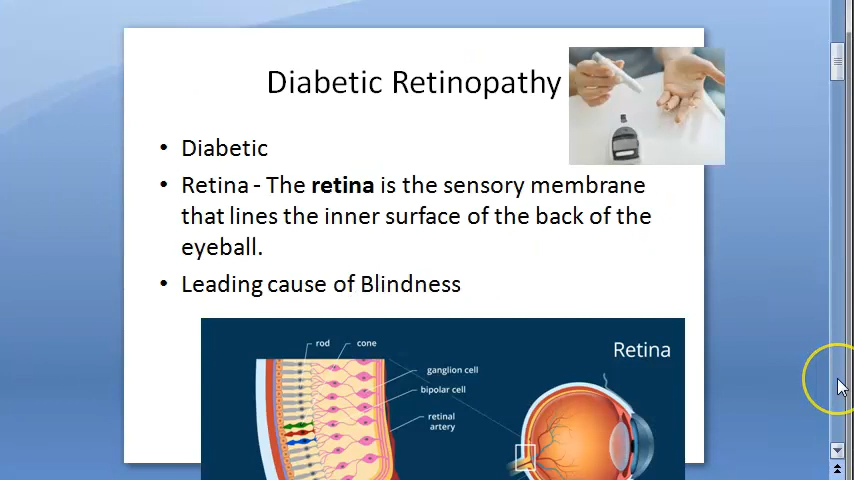 Diabetic Retinopathy
• Diabetic
• Retina - The retina is the sensory membrane
that lines the inner surface of the back of the
eyeball.
• Leading cause of Blindness
rod
cone
Retina
ganglion cell
bipolar cell
retinal
artery